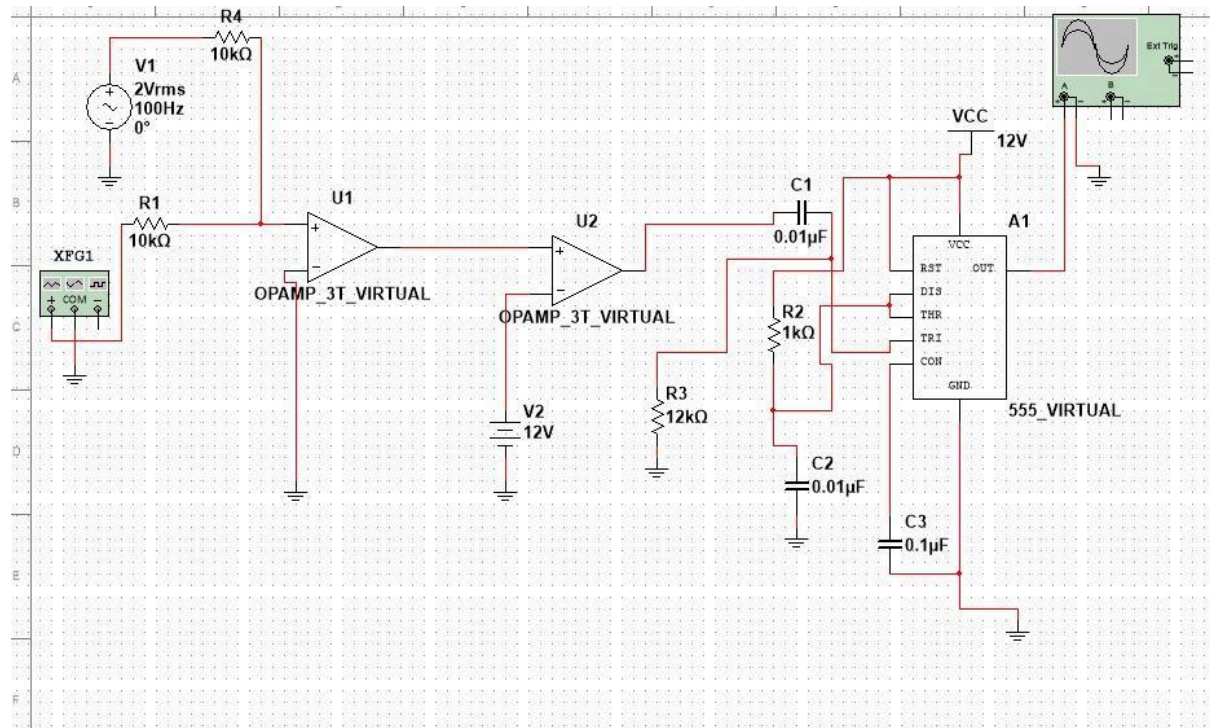 R4
10kΩ
V1
2Vrms
100Hz
0°
R1
10kΩ
XFG1
+ COM −
U1
+
−
OPAMP_3T_VIRTUAL
U2
+
−
OPAMP_3T_VIRTUAL
V2
12V
C1
0.01µF
R2
1kΩ
R3
12kΩ
C2
0.01µF
C3
0.1µF
VCC
12V
A1
VCC
RST OUT
DIS
THR
TRI
CON
GND
555_VIRTUAL
Ext Trig
+
−
A B
+ − + −
A
B
C
D
E
F